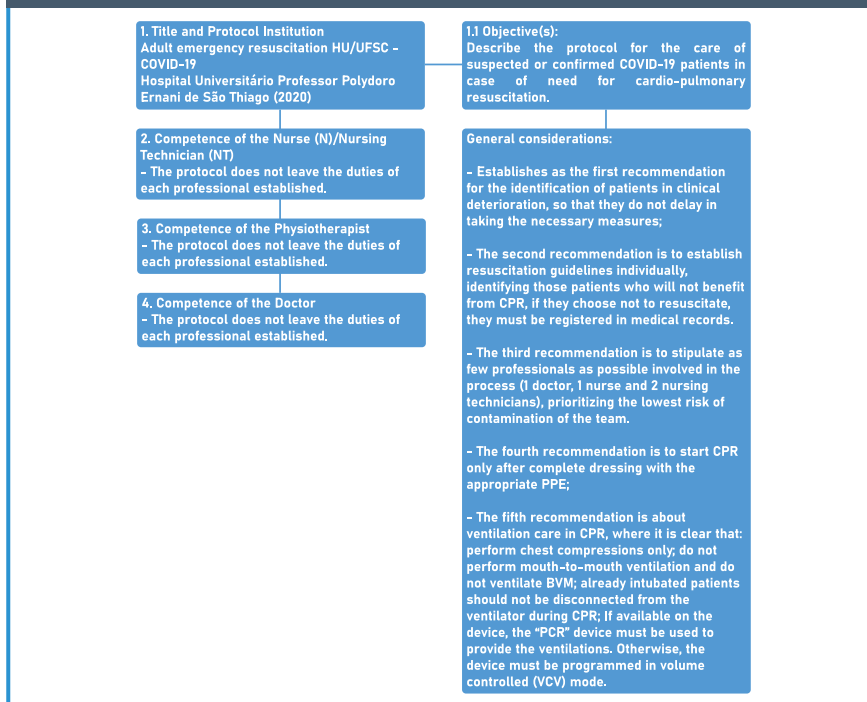 1. Title and Protocol Institution
Adult emergency resuscitation HU/UFSC -
COVID-19
Hospital Universitário Professor Polydoro
Ernani de São Thiago (2020)
1.1 Objective(s):
Describe the protocol for the care of
suspected or confirmed COVID-19 patients in
case of need for cardio-pulmonary
resuscitation.
2. Competence of the Nurse (N)/Nursing
Technician (NT)
- The protocol does not leave the duties of
each professional established.
3. Competence of the Physiotherapist
- The protocol does not leave the duties of
each professional established.
4. Competence of the Doctor
- The protocol does not leave the duties of
each professional established.
General considerations:
- Establishes as the first recommendation
for the identification of patients in clinical
deterioration, so that they do not delay in
taking the necessary measures;
- The second recommendation is to establish
resuscitation guidelines individually,
identifying those patients who will not benefit
from CPR, if they choose not to resuscitate,
they must be registered in medical records.
- The third recommendation is to stipulate as
few professionals as possible involved in the
process (1 doctor, 1 nurse and 2 nursing
technicians), prioritizing the lowest risk of
contamination of the team.
- The fourth recommendation is to start CPR
only after complete dressing with the
appropriate PPE;
- The fifth recommendation is about
ventilation care in CPR, where it is clear that:
perform chest compressions only; do not
perform mouth-to-mouth ventilation and do
not ventilate BVM; already intubated patients
should not be disconnected from the
ventilator during CPR; If available on the
device, the “PCR” device must be used to
provide the ventilations. Otherwise, the
device must be programmed in volume
controlled (VCV) mode.